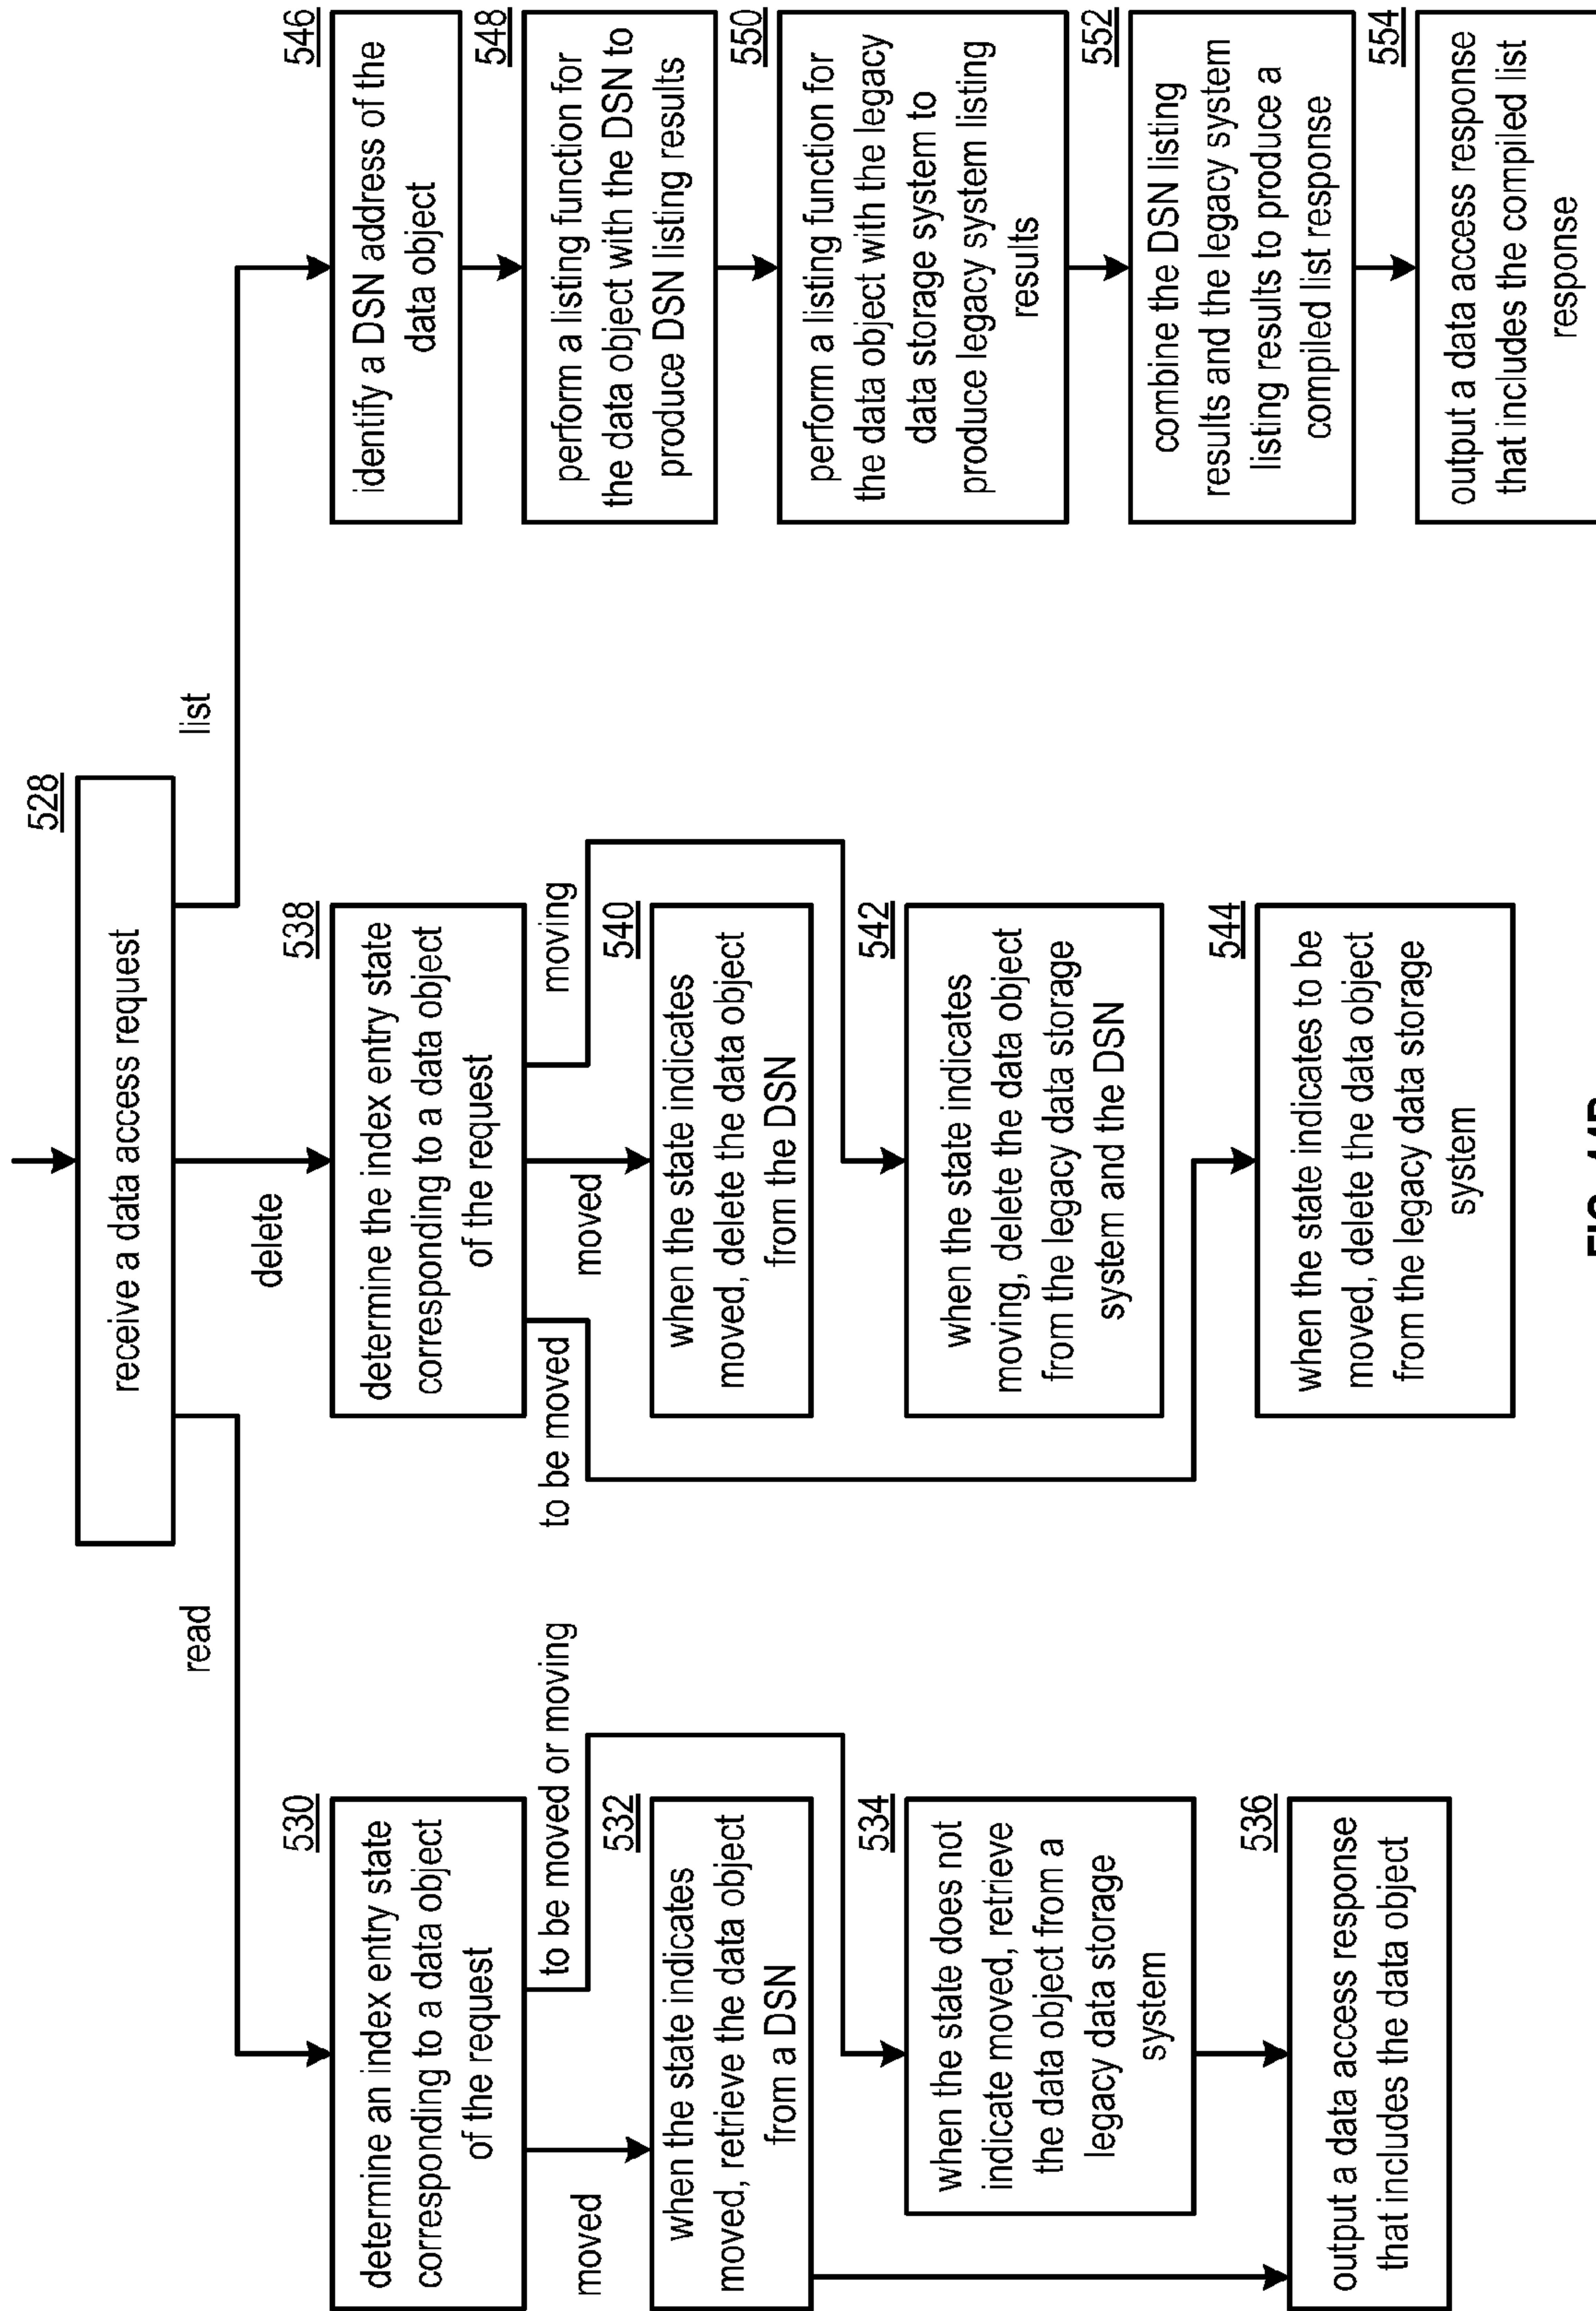 528
receive a data access request
read
delete
list
530
determine an index entry state
corresponding to a data object
of the request
moved
to be moved or moving
532
when the state indicates
moved, retrieve the data object
from a DSN
534
when the state does not
indicate moved, retrieve
the data object from a
legacy data storage
system
536
output a data access response
that includes the data object
538
determine the index entry state
corresponding to a data object
of the request
to be moved
moved
moving
540
when the state indicates
moved, delete the data object
from the DSN
542
when the state indicates
moving, delete the data object
from the legacy data storage
system and the DSN
544
when the state indicates to be
moved, delete the data object
from the legacy data storage
system
546
identify a DSN address of the
data object
548
perform a listing function for
the data object with the DSN to
produce DSN listing results
550
perform a listing function for
the data object with the legacy
data storage system to
produce legacy system listing
results
552
combine the DSN listing
results and the legacy system
listing results to produce a
compiled list response
554
output a data access response
that includes the compiled list
response